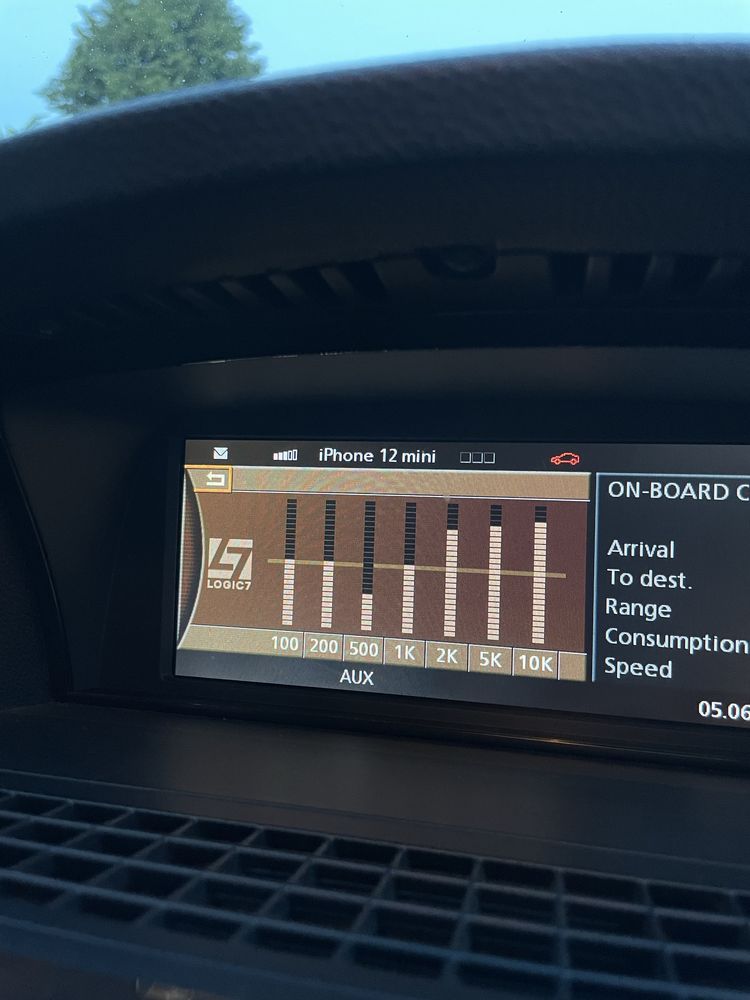 iPhone 12 mini
ON-BOARD C
LOGIC7
Arrival
To dest.
Range
Consumption
Speed
100 200 500 1K 2K 5K 10K
AUX
05.06